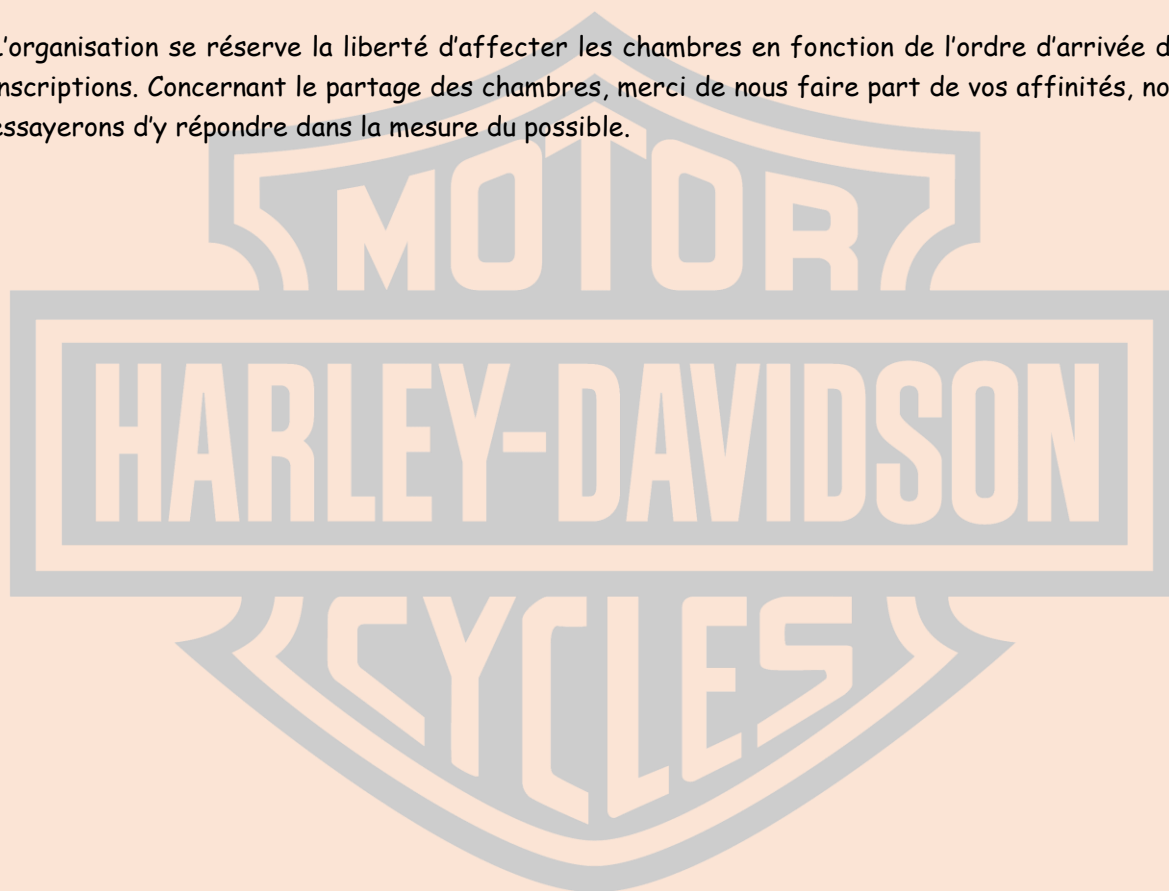 L'organisation se réserve la liberté d'affecter les chambres en fonction de l'ordre d'arrivée d
nscriptions. Concernant le partage des chambres, merci de nous faire part de vos affinités, no
essayerons d'y répondre dans la mesure du possible.
MOTOR
HARLEY-DAVIDSON
CYCLES